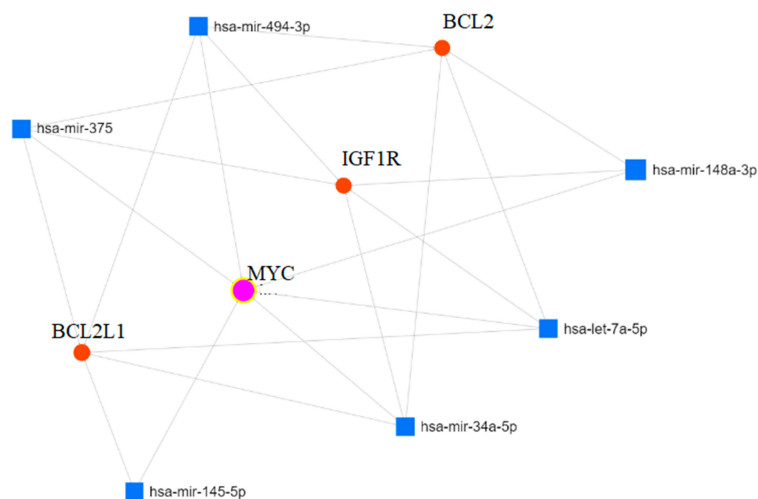 hsa-mir-494-3p
BCL2
hsa-mir-375
IGF1R
hsa-mir-148a-3p
MYC
hsa-let-7a-5p
BCL2L1
hsa-mir-34a-5p
hsa-mir-145-5p